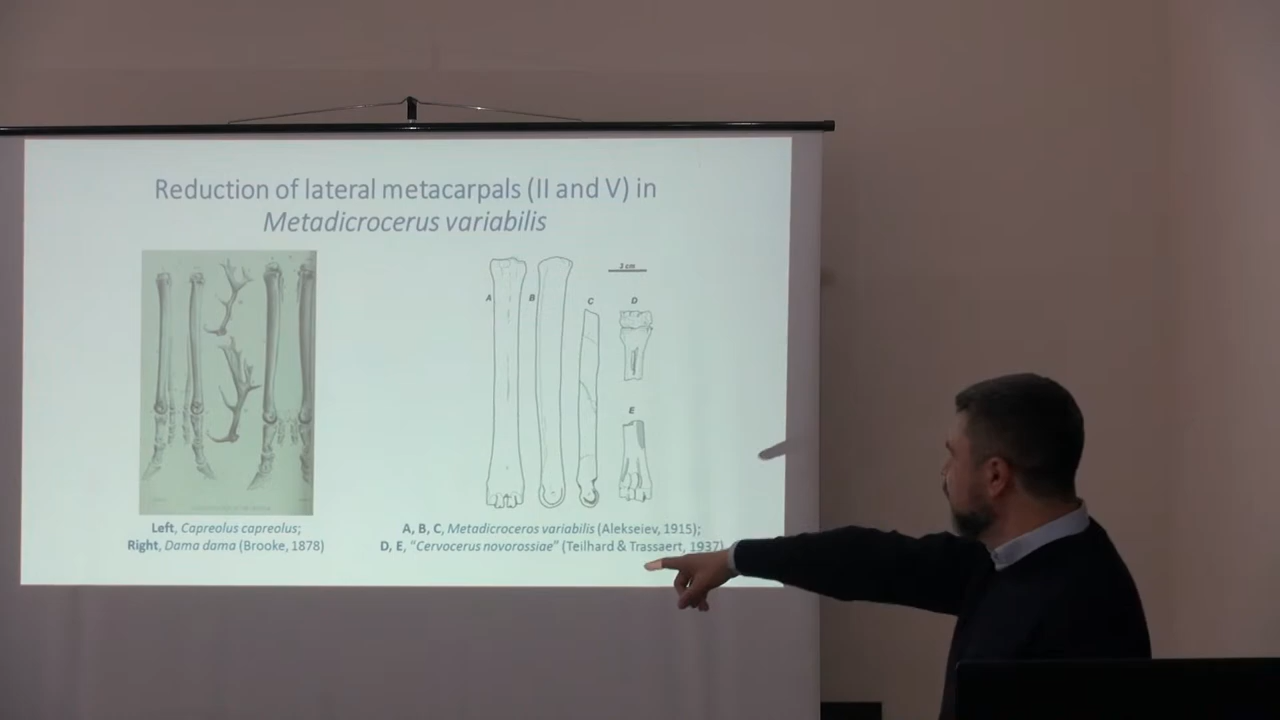 Reduction of lateral metacarpals (II and V) in
Metadicrocerus variabilis
3 cm
A
B
C
D
E
Left, Capreolus capreolus;
Right, Dama dama (Brooke, 1878)
A, B, C, Metadicroceros variabilis (Alekseiev, 1915);
D, E, “Cervocerus novorossiae” (Teilhard & Trassaert, 1937)